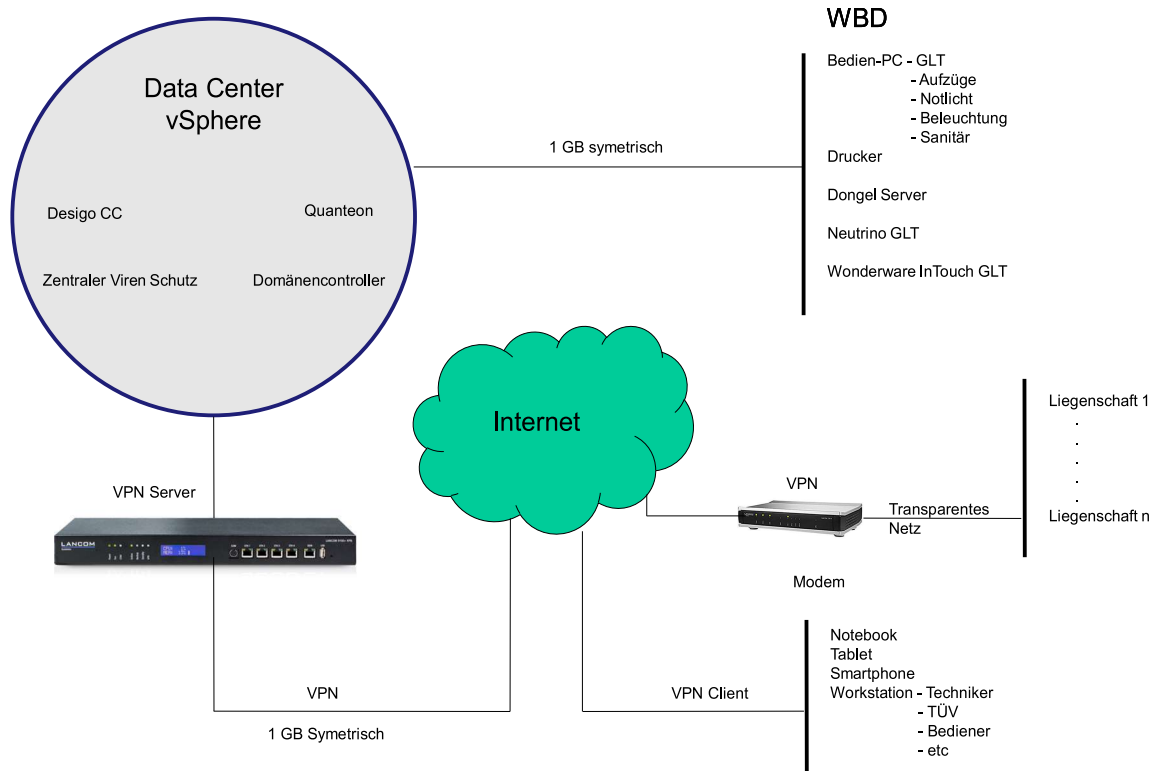 WBD
Bedien-PC - GLT
- Aufzüge
- Notlicht
- Beleuchtung
- Sanitär
Drucker
Dongel Server
Neutrino GLT
Wonderware InTouch GLT
Data Center
vSphere
1 GB symetrisch
Desigo CC
Quanteon
Zentraler Viren Schutz
Domänencontroller
Internet
Liegenschaft 1
.
.
.
.
.
Liegenschaft n
VPN Server
LANCOM
VPN
Transparentes
Netz
Modem
Notebook
Tablet
Smartphone
Workstation - Techniker
- TÜV
- Bediener
- etc
VPN
1 GB Symetrisch
VPN Client